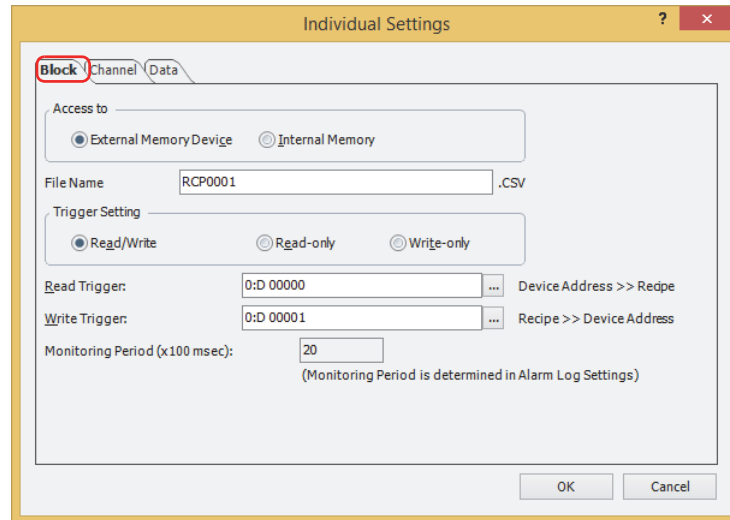 Individual Settings ? ×
Block Channel Data
Access to
External Memory Device Internal Memory
File Name RCP0001 .CSV
Trigger Setting
Read/Write Read-only Write-only
Read Trigger: 0:D 00000 ... Device Address >> Recipe
Write Trigger: 0:D 00001 ... Recipe >> Device Address
Monitoring Period (x100 msec): 20
(Monitoring Period is determined in Alarm Log Settings)
OK Cancel